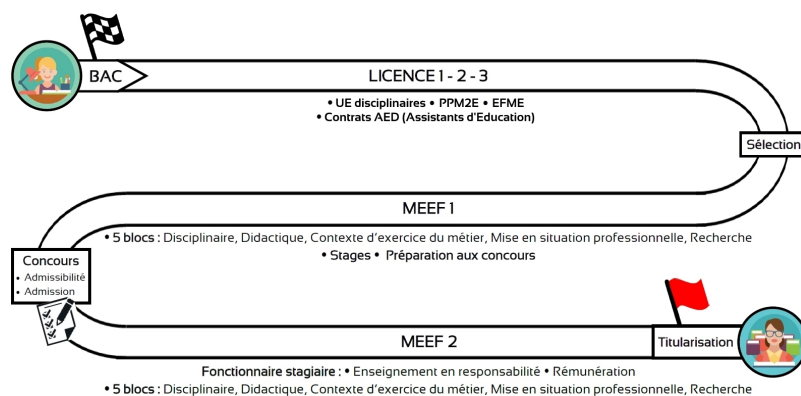 BAC
LICENCE 1 - 2 - 3
• UE disciplinaires • PPM2E • EFME
• Contrats AED (Assistants d'Education)
Sélection
MEEF 1
• 5 blocs : Disciplinaire, Didactique, Contexte d'exercice du métier, Mise en situation professionnelle, Recherche
• Stages • Préparation aux concours
Concours
• Admissibilité
• Admission
MEEF 2
Titularisation
Fonctionnaire stagiaire : • Enseignement en responsabilité • Rémunération
• 5 blocs : Disciplinaire, Didactique, Contexte d'exercice du métier, Mise en situation professionnelle, Recherche